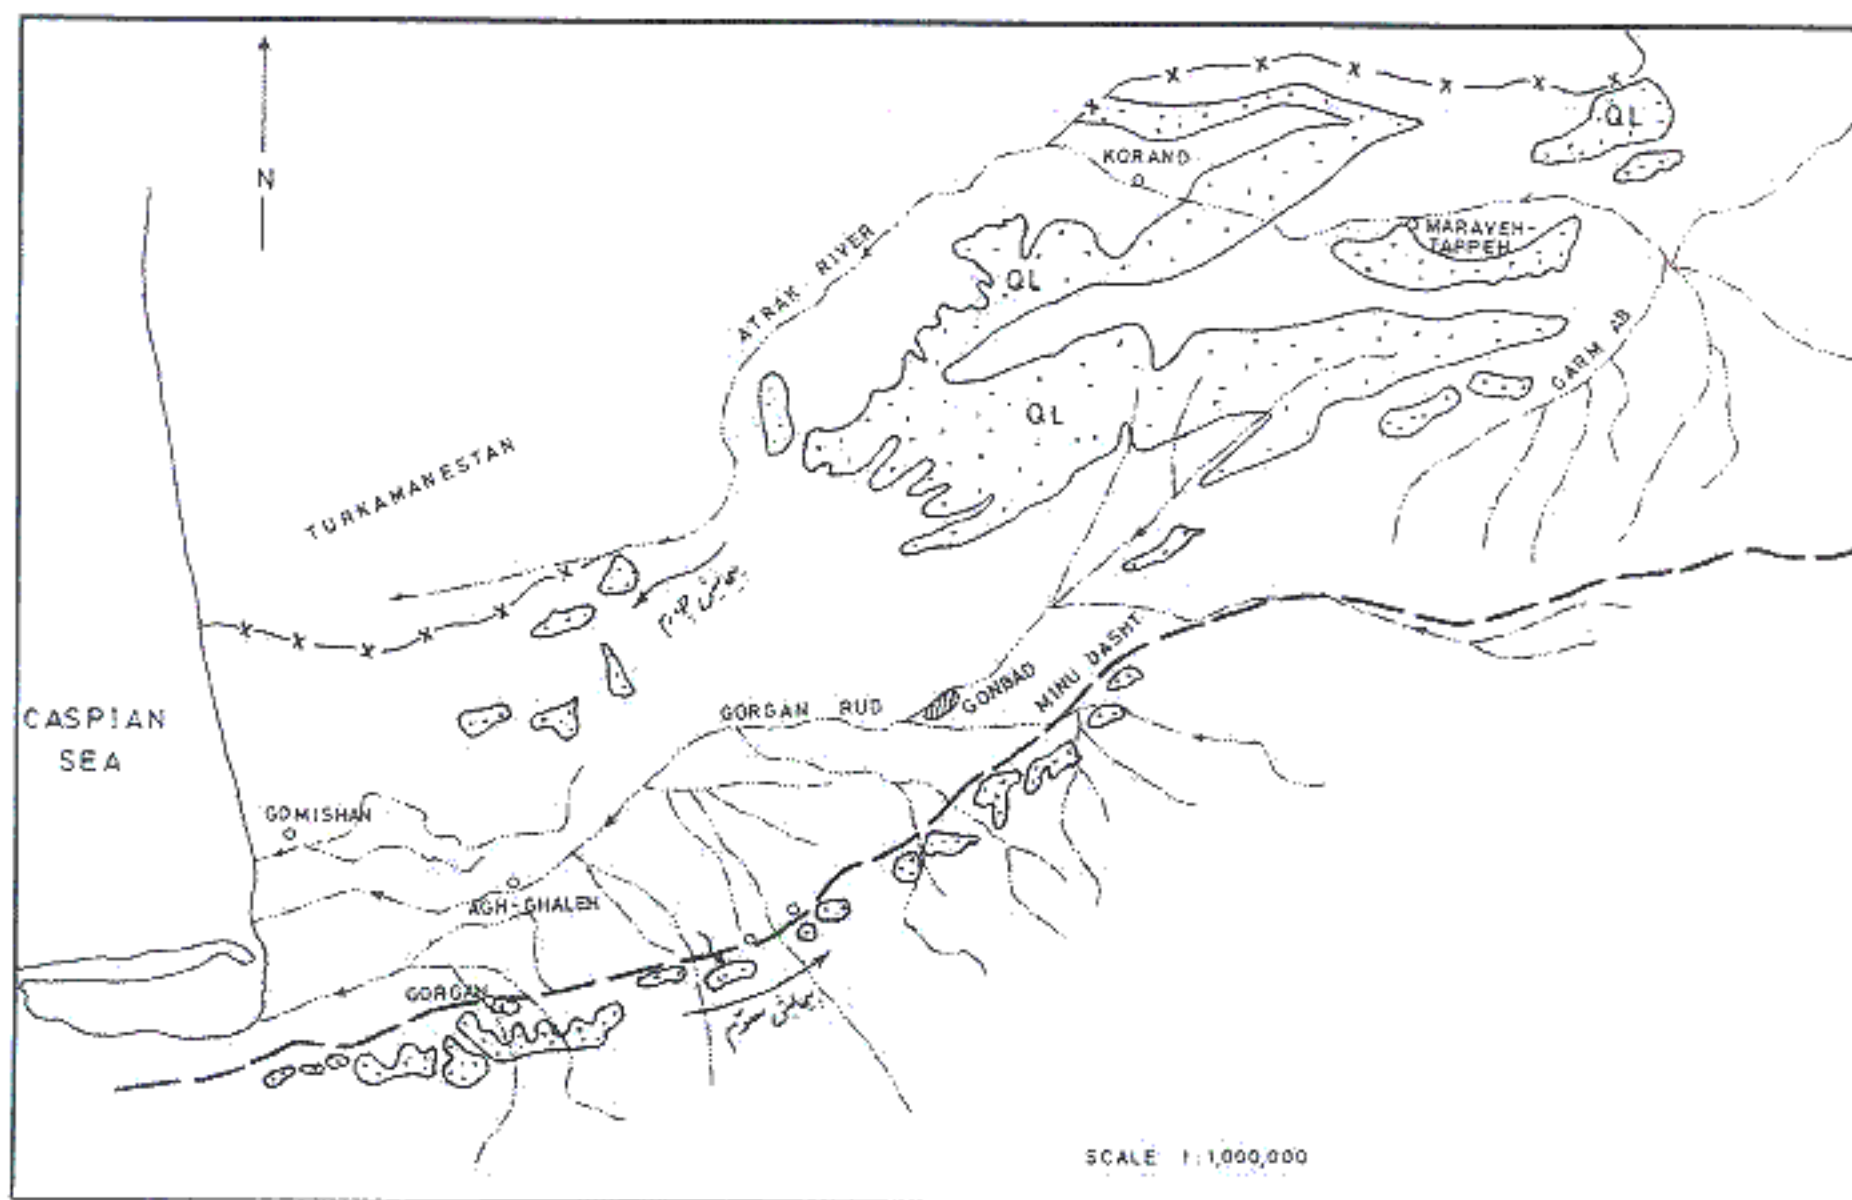 N
QL
KORAND
MARAVEH-
TAPPEH
ATRAK RIVER
QL
GARM AB
QL
TURKAMANESTAN
MINU DASHT
GONBAD
GORGAN RUD
CASPIAN
SEA
GOMISHAN
AGH-GHALEH
GORGAN
SCALE 1:1,000,000